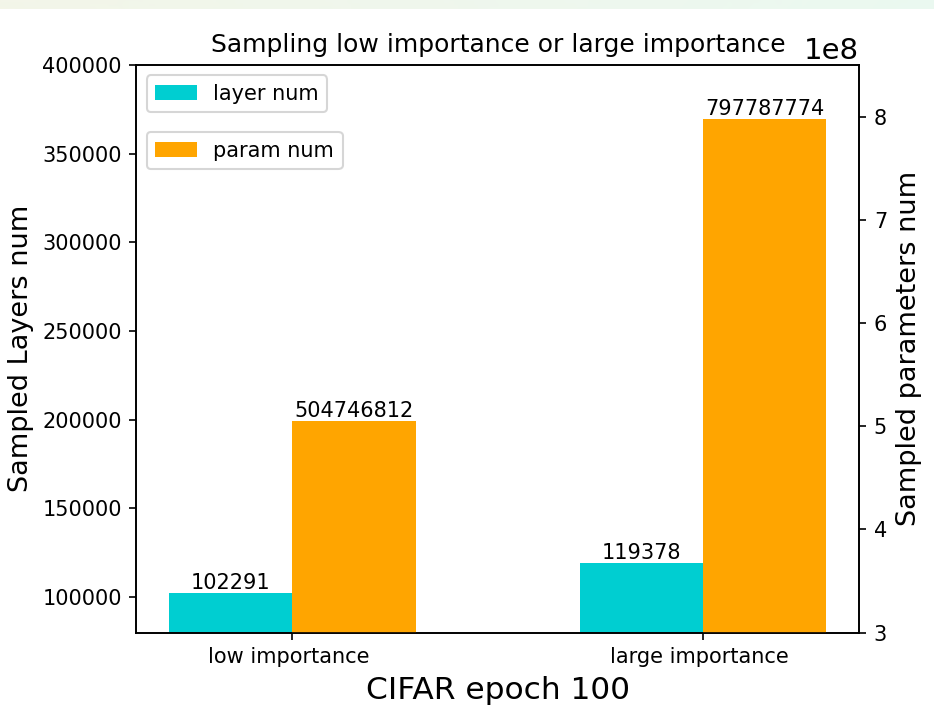 Sampling low importance or large importance
1e8
400000
350000
300000
250000
200000
150000
100000
Sampled Layers num
layer num
param num
102291
504746812
119378
797787774
8
7
6
5
4
3
Sampled parameters num
low importance
large importance
CIFAR epoch 100